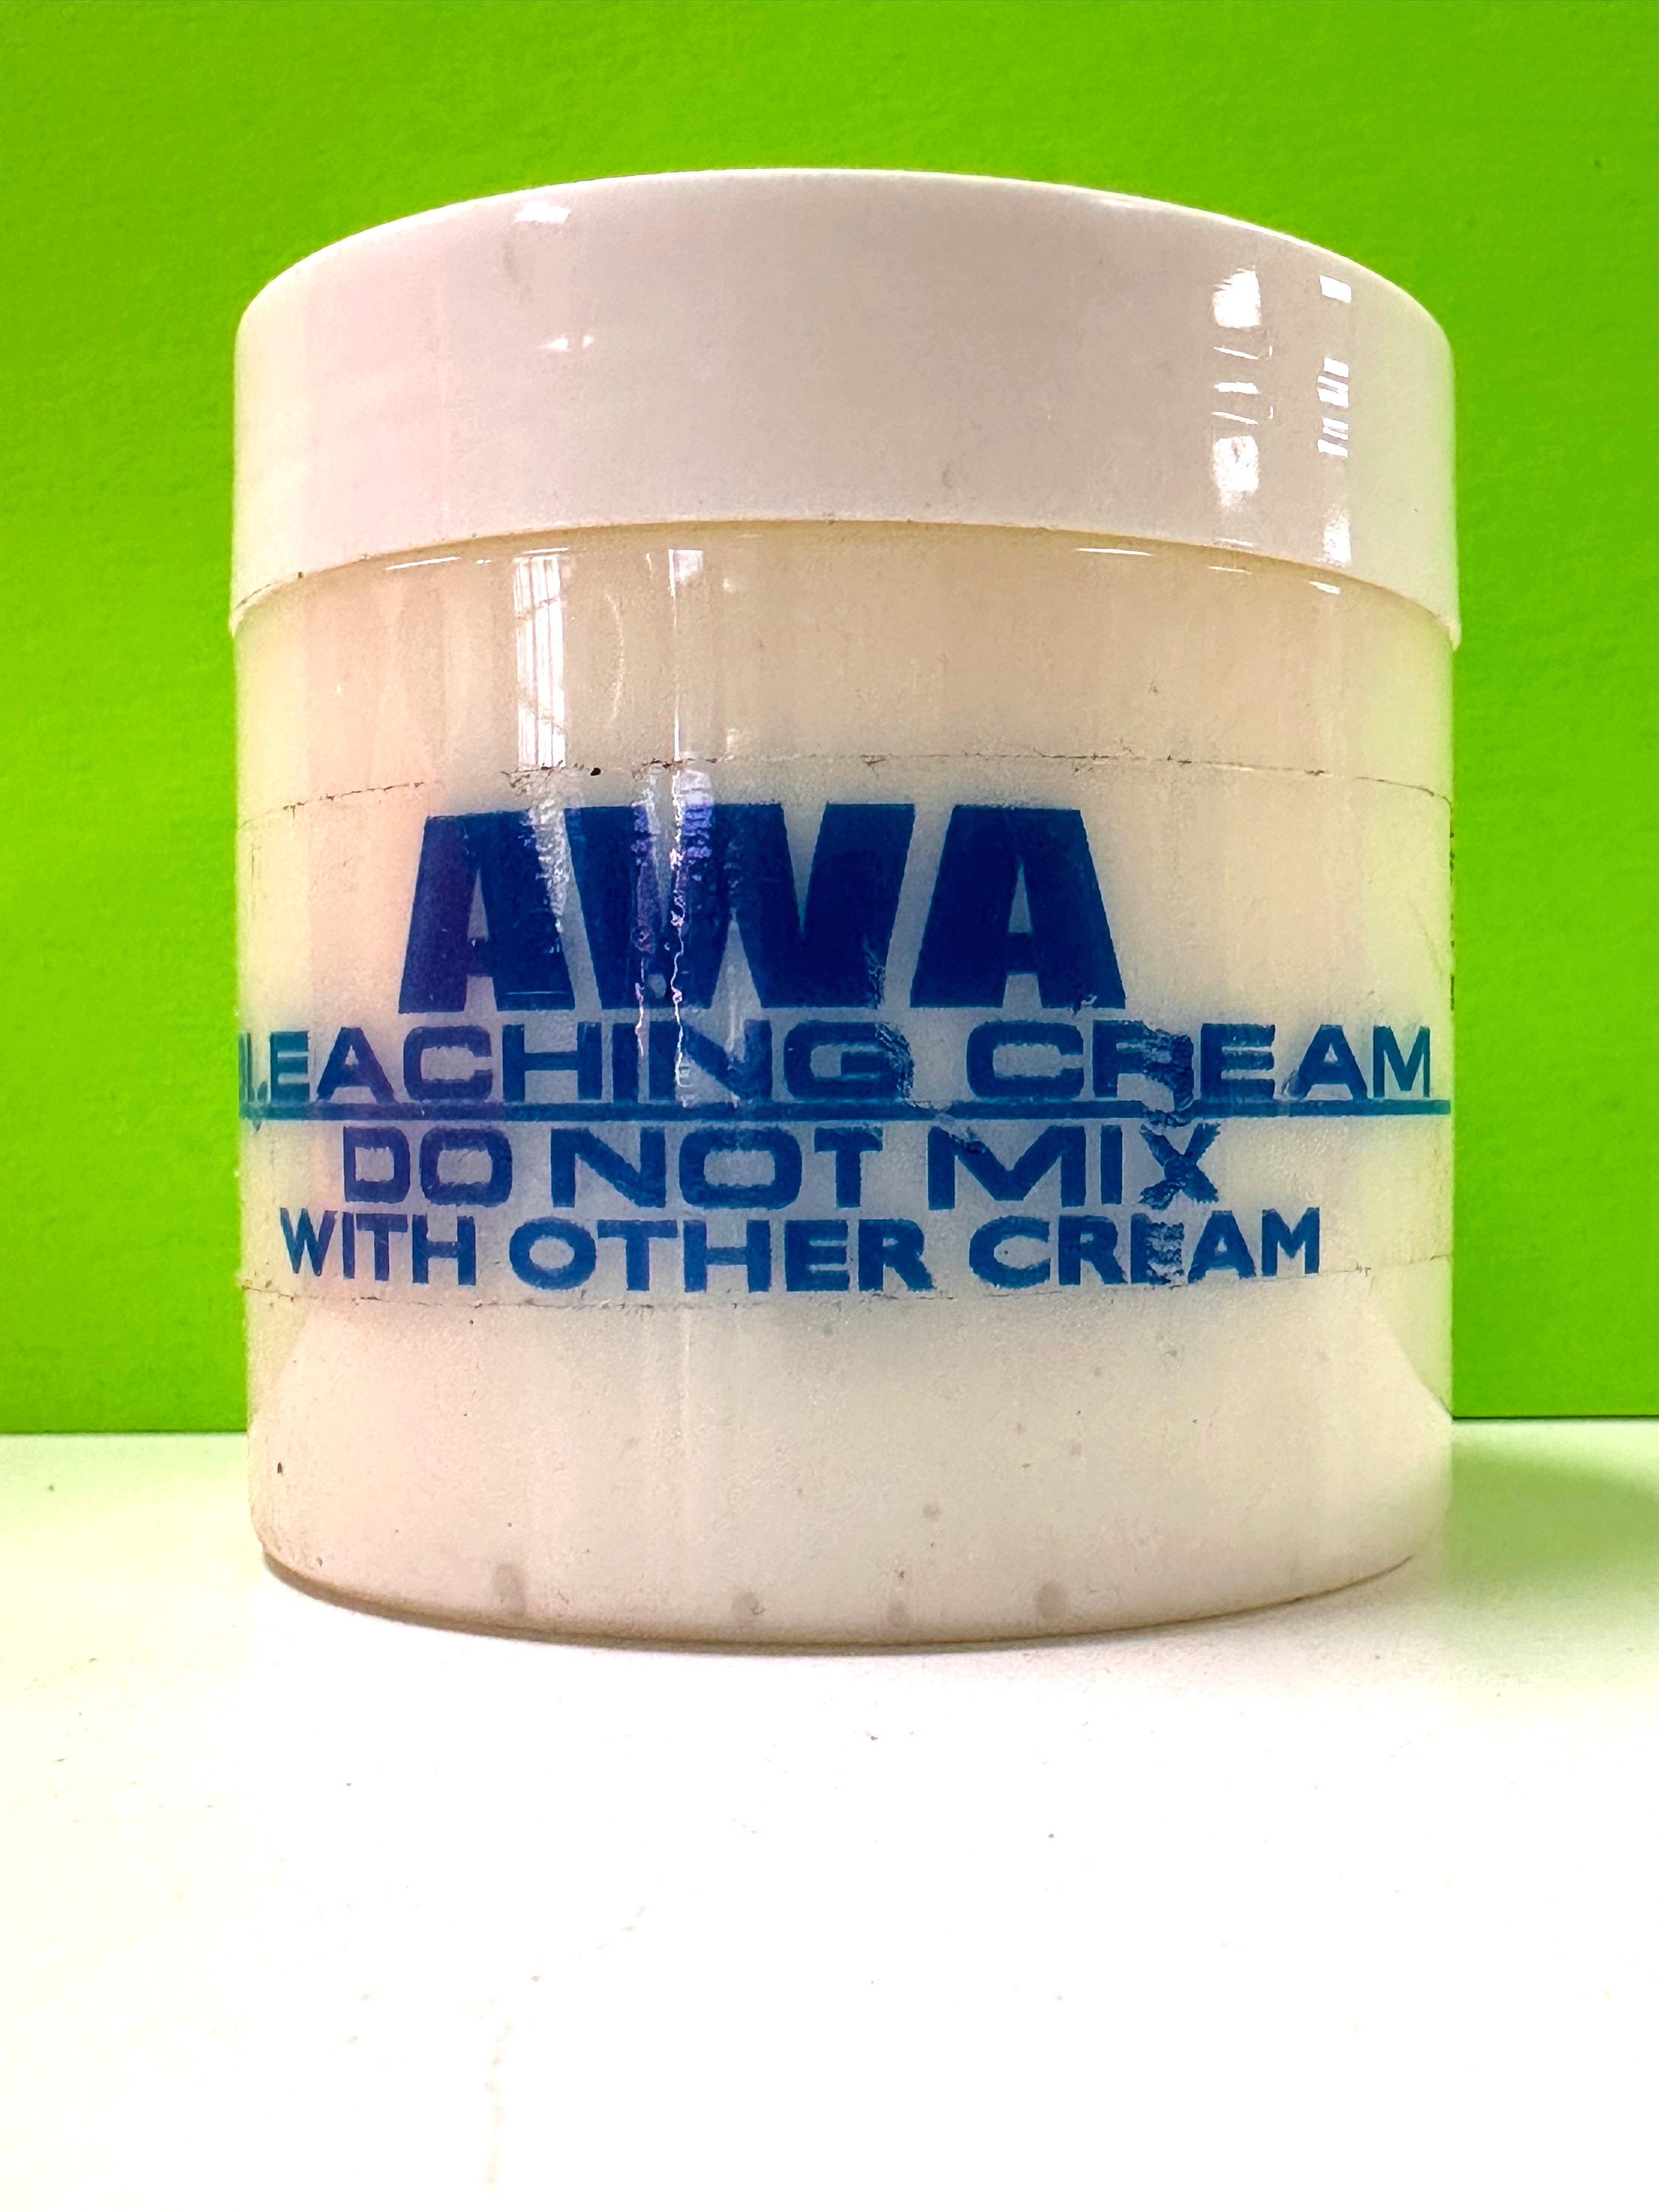 AWA
BLEACHING CREAM
DO NOT MIX
WITH OTHER CREAM